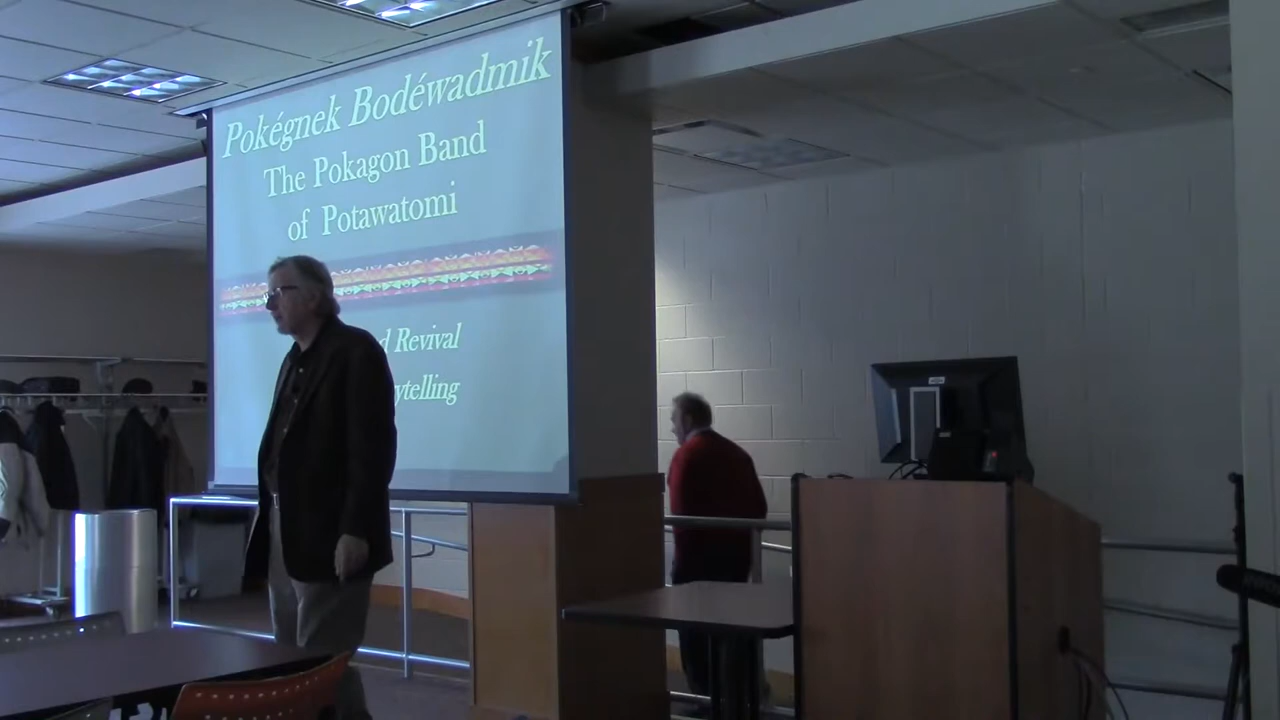 Pokégnek Bodéwadmik
The Pokagon Band
of Potawatomi
Revival